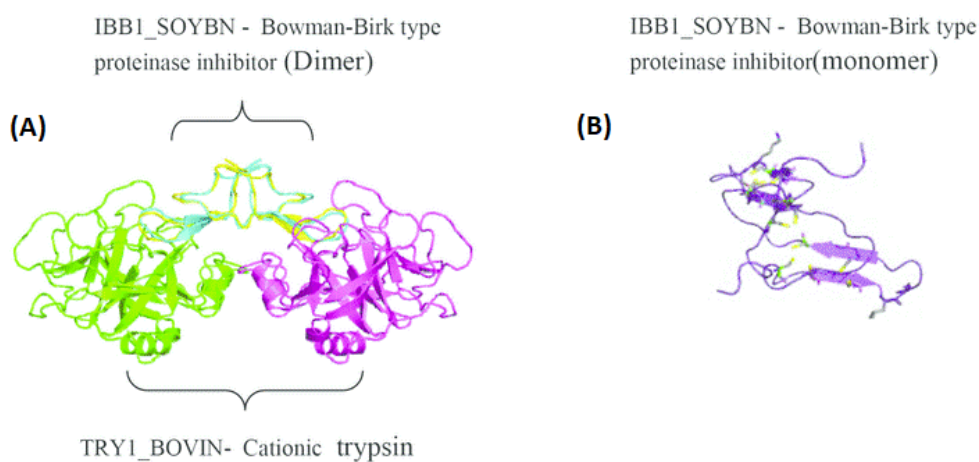 IBB1_SOYBN - Bowman-Birk type
proteinase inhibitor (Dimer)
IBB1_SOYBN - Bowman-Birk type
proteinase inhibitor(monomer)
(A)
(B)
TRY1_BOVIN- Cationic trypsin